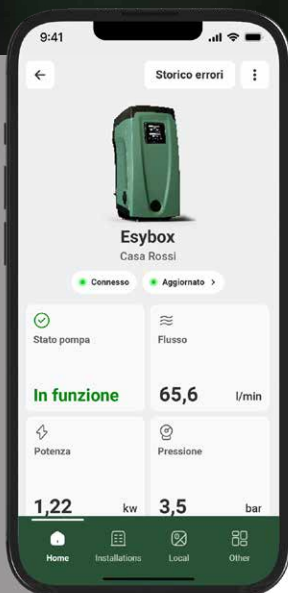 9:41
Storico errori
Esybox
Casa Rossi
Connesso
Aggiornato >
Stato pompa
Flusso
In funzione
65,6 l/min
Potenza
Pressione
1,22 kw
3,5 bar
Home
Installations
Local
Other